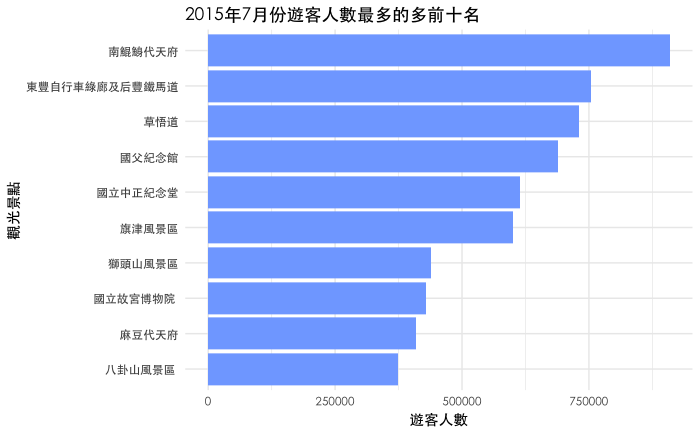 2015年7月份遊客人數最多的多前十名
觀光景點
南鯤鯓代天府
東豐自行車綠廊及后豐鐵馬道
草悟道
國父紀念館
國立中正紀念堂
旗津風景區
獅頭山風景區
國立故宮博物院
麻豆代天府
八卦山風景區
0 250000 500000 750000
遊客人數